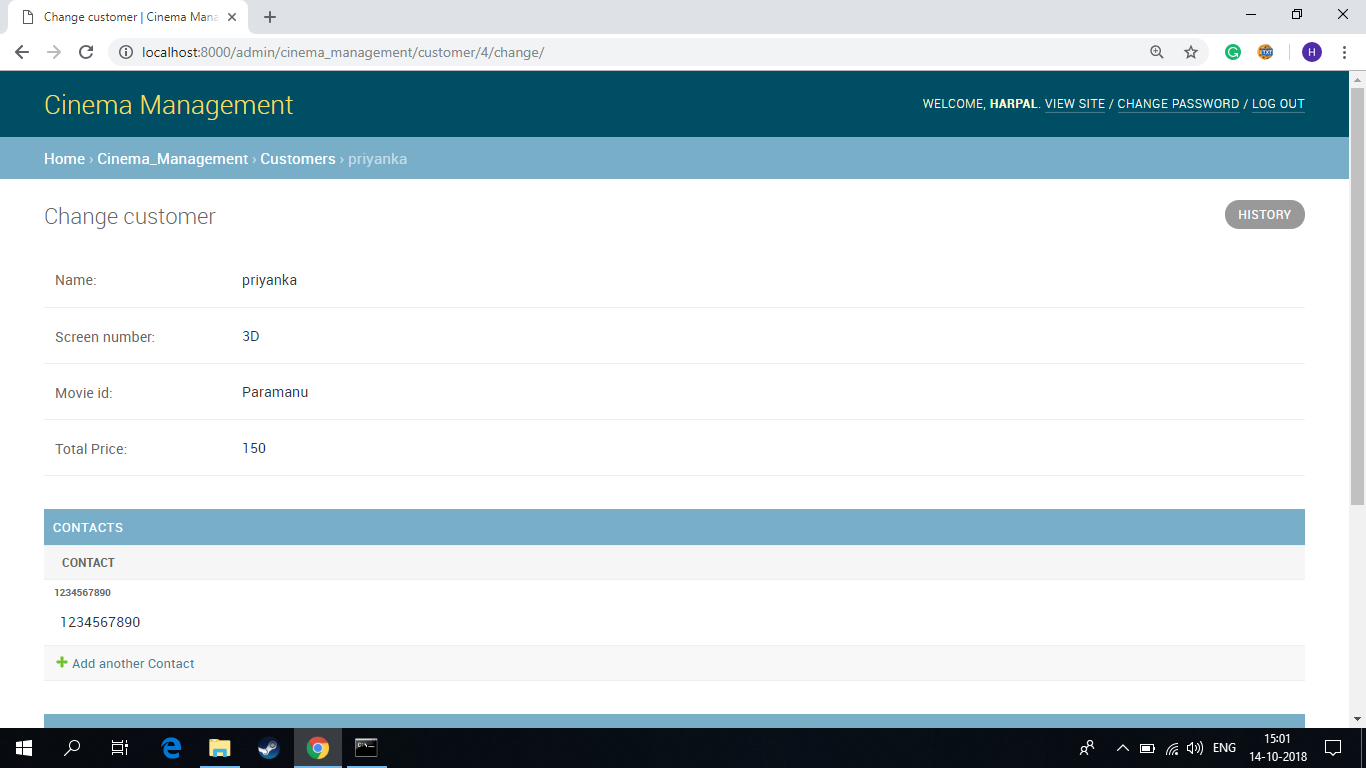 Change customer | Cinema Mana
localhost:8000/admin/cinema_management/customer/4/change/
H
Cinema Management
WELCOME, HARPAL. VIEW SITE / CHANGE PASSWORD / LOG OUT
Home › Cinema_Management › Customers › priyanka
Change customer
HISTORY
Name: priyanka
Screen number: 3D
Movie id: Paramanu
Total Price: 150
CONTACTS
CONTACT
1234567890
1234567890
Add another Contact
ENG
15:01
14-10-2018